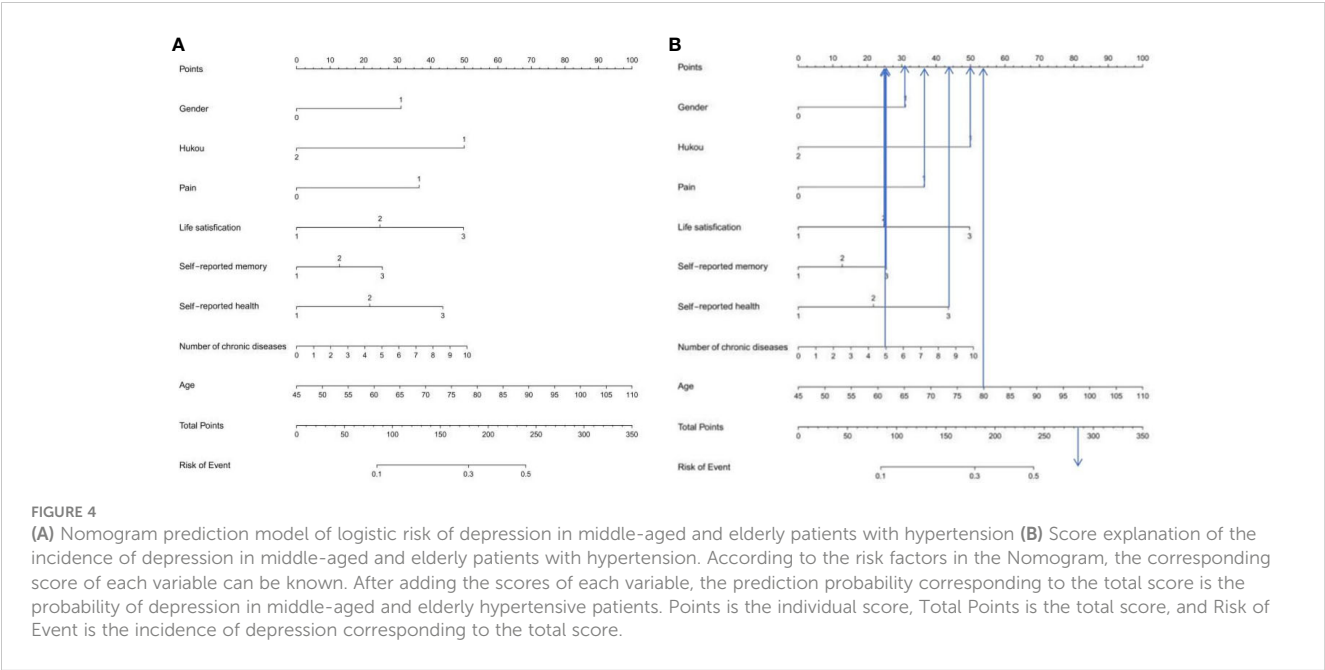 A
B
Points
0 10 20 30 40 50 60 70 80 90 100
Points
0 10 20 30 40 50 60 70 80 90 100
Gender
0
1
Gender
0
1
Hukou
2
1
Hukou
2
1
Pain
0
1
Pain
0
1
Life satisfaction
1
2
3
Life satisfaction
1
2
3
Self-reported memory
1
2
3
Self-reported memory
1
2
3
Self-reported health
1
2
3
Self-reported health
1
2
3
Number of chronic diseases
0 1 2 3 4 5 6 7 8 9 10
Number of chronic diseases
0 1 2 3 4 5 6 7 8 9 10
Age
45 50 55 60 65 70 75 80 85 90 95 100 105 110
Age
45 50 55 60 65 70 75 80 85 90 95 100 105 110
Total Points
0 50 100 150 200 250 300 350
Total Points
0 50 100 150 200 250 300 350
Risk of Event
0.1 0.3 0.5
Risk of Event
0.1 0.3 0.5
FIGURE 4
(A) Nomogram prediction model of logistic risk of depression in middle-aged and elderly patients with hypertension (B) Score explanation of the
incidence of depression in middle-aged and elderly patients with hypertension. According to the risk factors in the Nomogram, the corresponding
score of each variable can be known. After adding the scores of each variable, the prediction probability corresponding to the total score is the
probability of depression in middle-aged and elderly hypertensive patients. Points is the individual score, Total Points is the total score, and Risk of
Event is the incidence of depression corresponding to the total score.